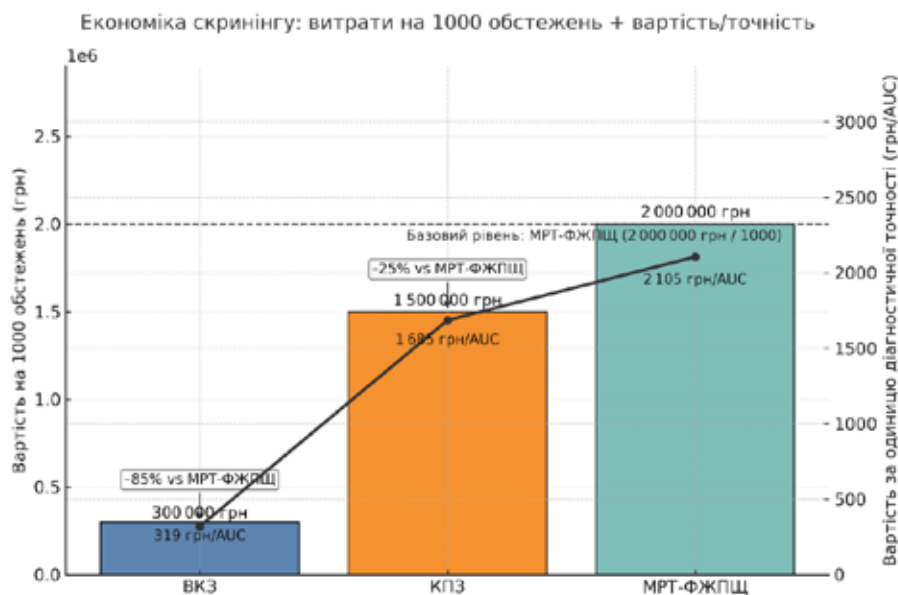 Економіка скринінгу: витрати на 1000 обстежень + вартість/точність
1e6
Вартість на 1000 обстежень (грн)
2.5
2.0
1.5
1.0
0.5
0.0
3000
2500
2000
1500
1000
500
0
Вартість за одиницю діагностичної точності (грн/AUC)
2 000 000 грн
Базовий рівень: МРТ-ФЖПЩ (2 000 000 грн / 1000)
-25% vs МРТ-ФЖПЩ
2 105 грн/AUC
1 500 000 грн
1 685 грн/AUC
-85% vs МРТ-ФЖПЩ
300 000 грн
319 грн/AUC
ВКЗ
КПЗ
МРТ-ФЖПЩ